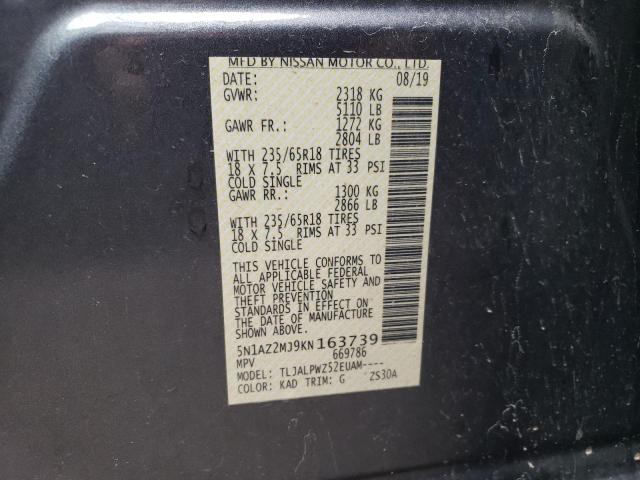 MFD BY NISSAN MOTOR CO., LTD.
DATE: 08/19
GVWR: 2318 KG
5110 LB
GAWR FR.: 1272 KG
2804 LB
WITH 235/65R18 TIRES
18 X 7.5 RIMS AT 33 PSI
COLD SINGLE
GAWR RR.: 1300 KG
2866 LB
WITH 235/65R18 TIRES
18 X 7.5 RIMS AT 33 PSI
COLD SINGLE
THIS VEHICLE CONFORMS TO
ALL APPLICABLE FEDERAL
MOTOR VEHICLE SAFETY AND
THEFT PREVENTION
STANDARDS IN EFFECT ON
THE DATE OF MANUFACTURE
SHOWN ABOVE.
5N1AZ2MJ9KN163739
MPV 669786
MODEL: TLJALPWZ52EUAM----
COLOR: KAD TRIM: G ZS30A